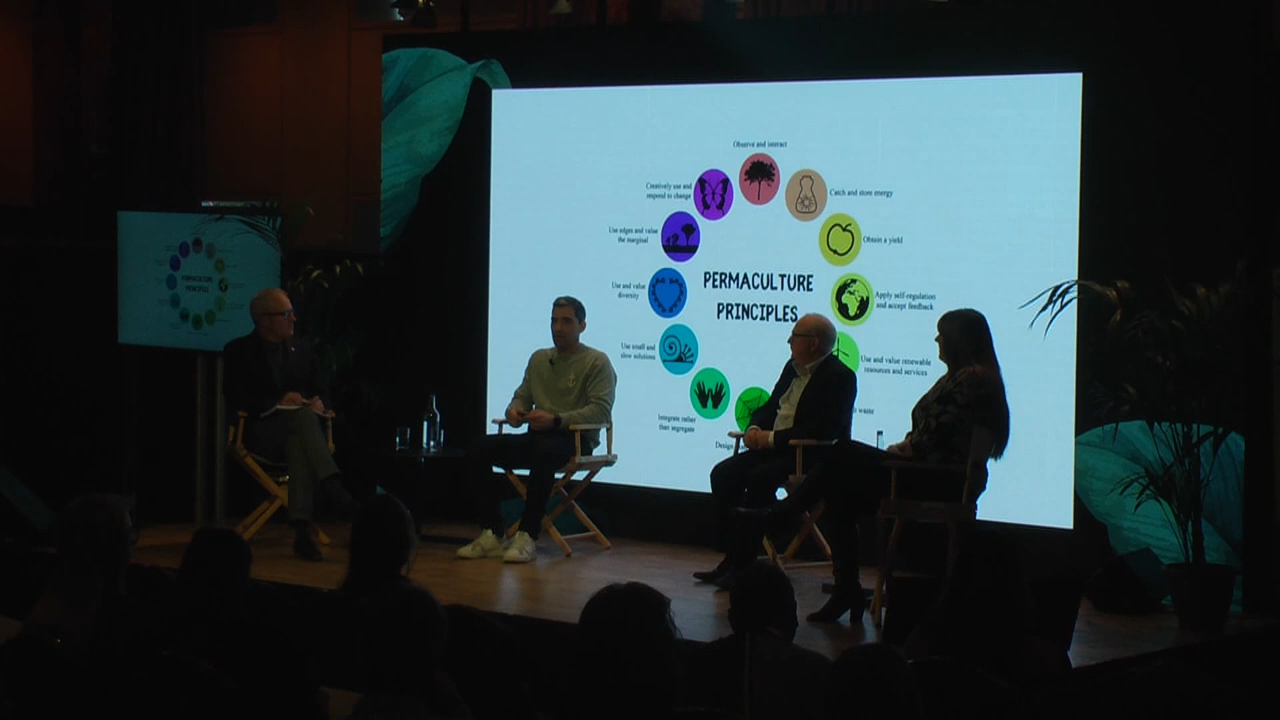 Observe and interact
Creatively use and
respond to change
Catch and store energy
Use edges and value
the marginal
Obtain a yield
PERMACULTURE
PRINCIPLES
Use and value
diversity
Apply self-regulation
and accept feedback
Use small and
slow solutions
Use and value renewable
resources and services
Integrate rather
than segregate
waste
Design
PERMACULTURE
PRINCIPLES